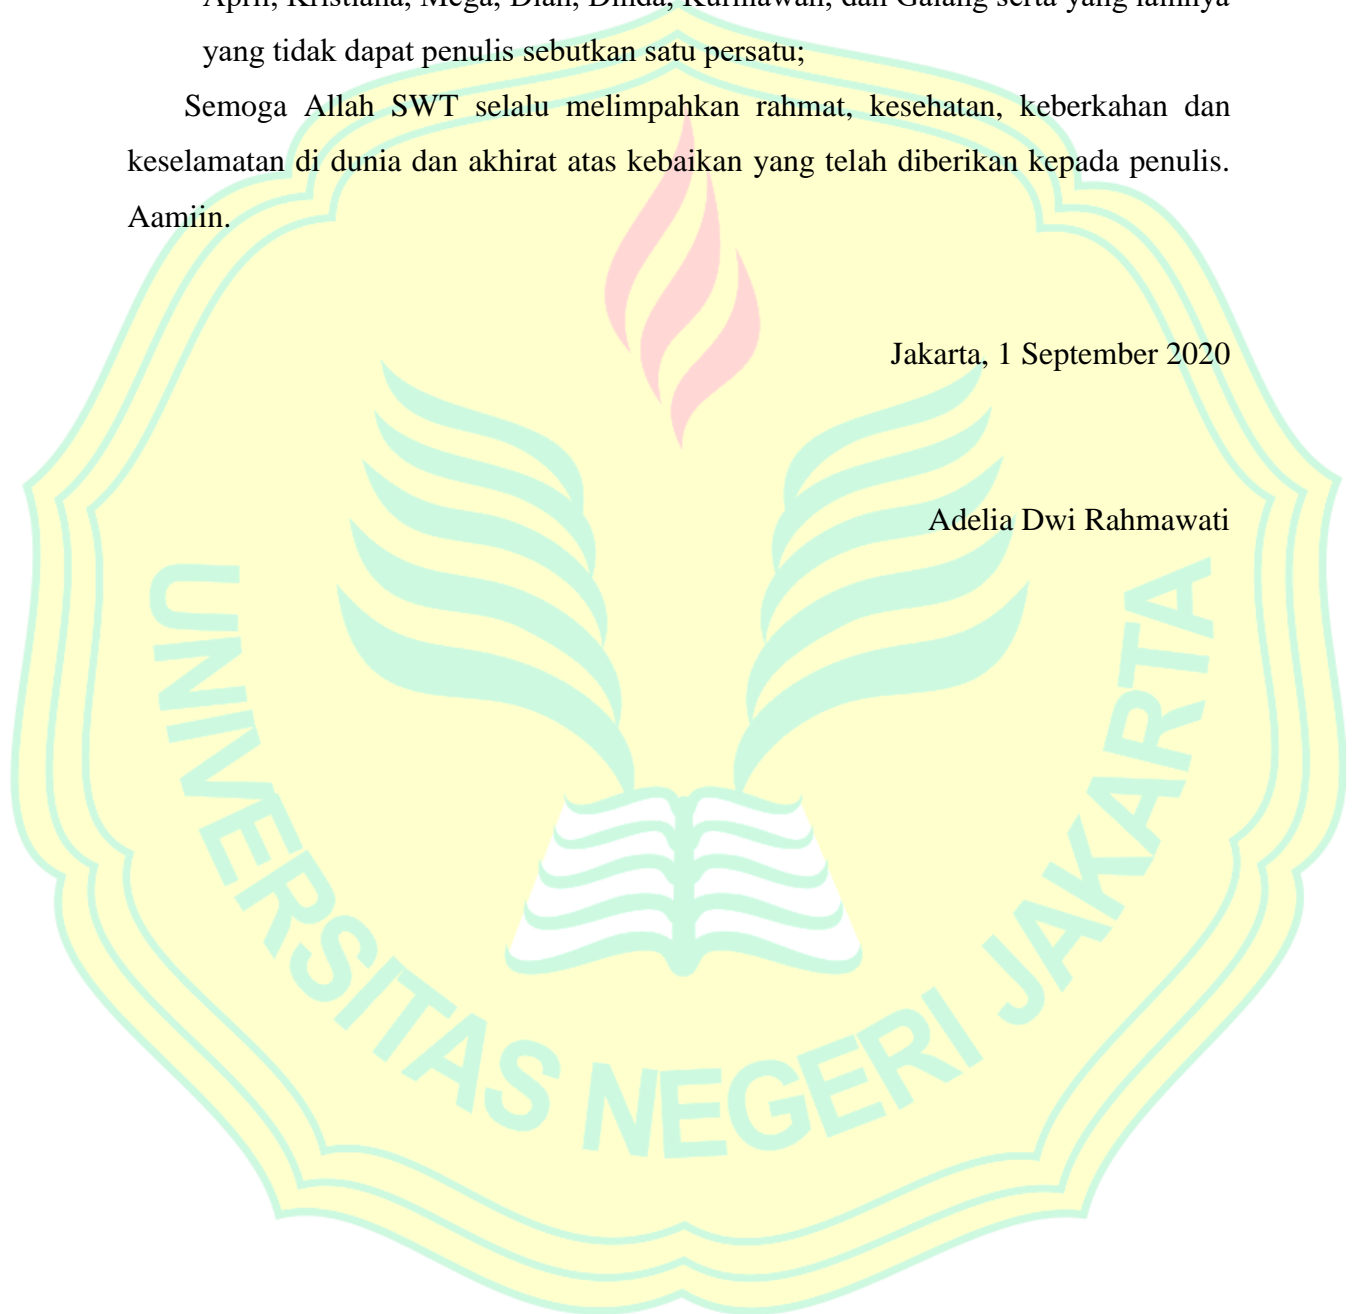 April, Kristiana, Mega, Dian, Dinda, Kurniawan, dan Galang serta yang lainnya
yang tidak dapat penulis sebutkan satu persatu;
Semoga Allah SWT selalu melimpahkan rahmat, kesehatan, keberkahan dan
keselamatan di dunia dan akhirat atas kebaikan yang telah diberikan kepada penulis.
Aamiin.
Jakarta, 1 September 2020
Adelia Dwi Rahmawati
UNIVERSITAS NEGERI JAKARTA